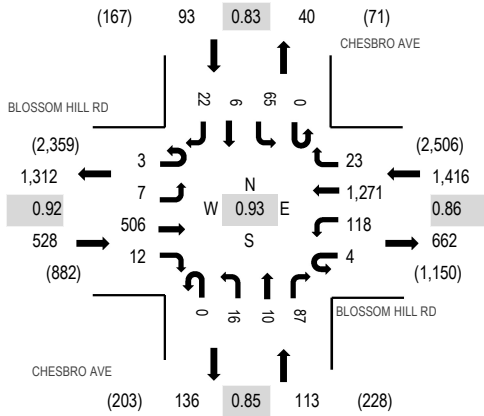 (167) 93 0.83 40 (71)
CHESBRO AVE
BLOSSOM HILL RD
22 6 65 0
(2,359) (2,506)
1,312 3 23 1,416
7 N 1,271
0.92 W 0.93 E 0.86
506 118
528 S 662
(882) 12 4 (1,150)
0 16 10 87
BLOSSOM HILL RD
CHESBRO AVE
(203) 136 0.85 113 (228)